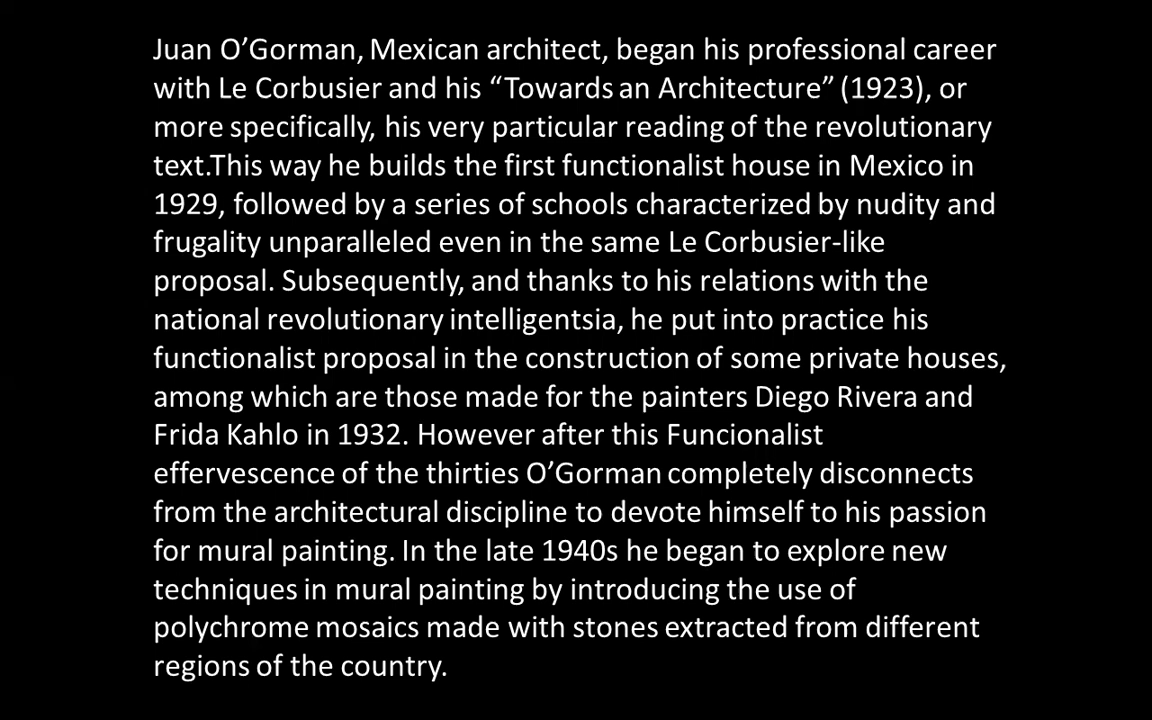 Juan O’Gorman, Mexican architect, began his professional career
with Le Corbusier and his “Towards an Architecture” (1923), or
more specifically, his very particular reading of the revolutionary
text.This way he builds the first functionalist house in Mexico in
1929, followed by a series of schools characterized by nudity and
frugality unparalleled even in the same Le Corbusier-like
proposal. Subsequently, and thanks to his relations with the
national revolutionary intelligentsia, he put into practice his
functionalist proposal in the construction of some private houses,
among which are those made for the painters Diego Rivera and
Frida Kahlo in 1932. However after this Funcionalist
effervescence of the thirties O’Gorman completely disconnects
from the architectural discipline to devote himself to his passion
for mural painting. In the late 1940s he began to explore new
techniques in mural painting by introducing the use of
polychrome mosaics made with stones extracted from different
regions of the country.